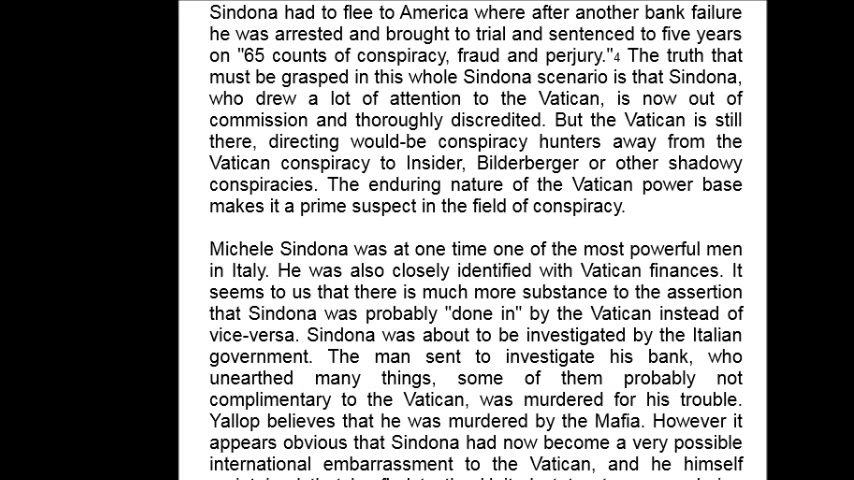 Sindona had to flee to America where after another bank failure
he was arrested and brought to trial and sentenced to five years
on "65 counts of conspiracy, fraud and perjury."4 The truth that
must be grasped in this whole Sindona scenario is that Sindona,
who drew a lot of attention to the Vatican, is now out of
commission and thoroughly discredited. But the Vatican is still
there, directing would-be conspiracy hunters away from the
Vatican conspiracy to Insider, Bilderberger or other shadowy
conspiracies. The enduring nature of the Vatican power base
makes it a prime suspect in the field of conspiracy.
Michele Sindona was at one time one of the most powerful men
in Italy. He was also closely identified with Vatican finances. It
seems to us that there is much more substance to the assertion
that Sindona was probably "done in" by the Vatican instead of
vice-versa. Sindona was about to be investigated by the Italian
government. The man sent to investigate his bank, who
unearthed many things, some of them probably not
complimentary to the Vatican, was murdered for his trouble.
Yallop believes that he was murdered by the Mafia. However it
appears obvious that Sindona had now become a very possible
international embarrassment to the Vatican, and he himself